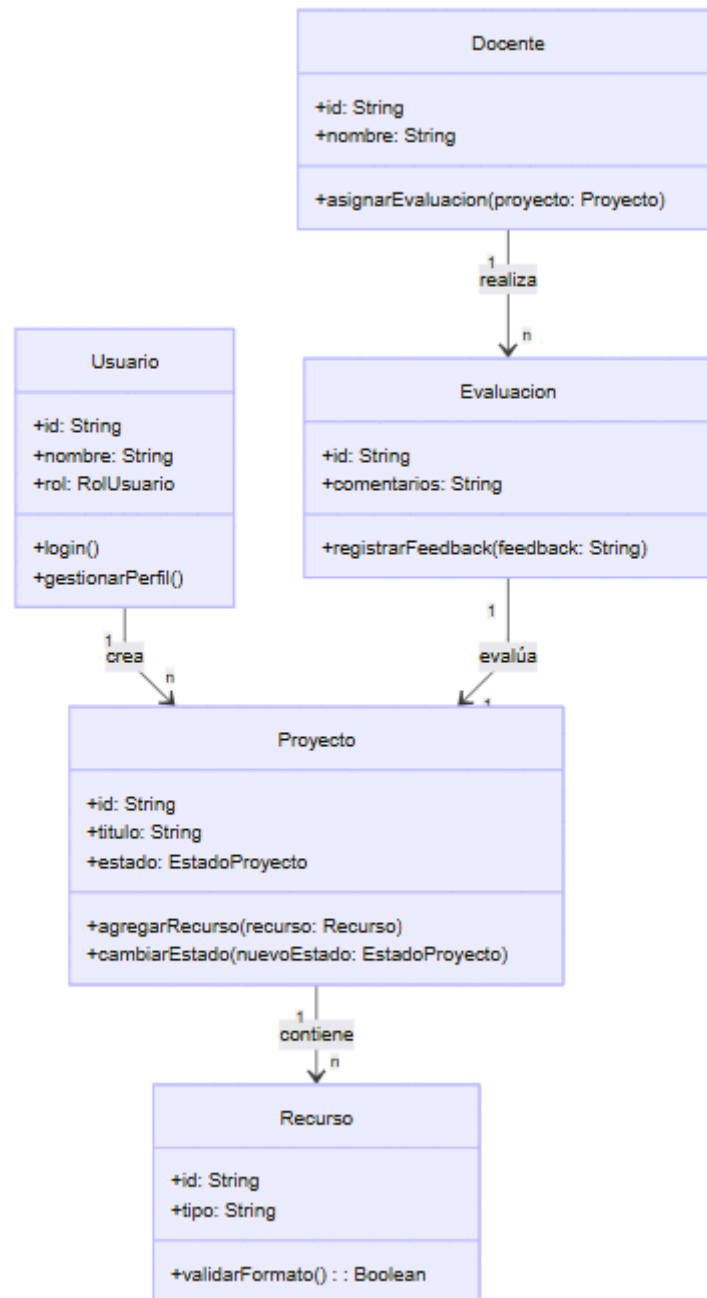 Docente
+id: String
+nombre: String
+asignarEvaluacion(proyecto: Proyecto)
1
realiza
n
Usuario
+id: String
+nombre: String
+rol: RolUsuario
+login()
+gestionarPerfil()
Evaluacion
+id: String
+comentarios: String
+registrarFeedback(feedback: String)
1
crea
n
1
evalúa
1
Proyecto
+id: String
+titulo: String
+estado: EstadoProyecto
+agregarRecurso(recurso: Recurso)
+cambiarEstado(nuevoEstado: EstadoProyecto)
1
contiene
n
Recurso
+id: String
+tipo: String
+validarFormato() : : Boolean